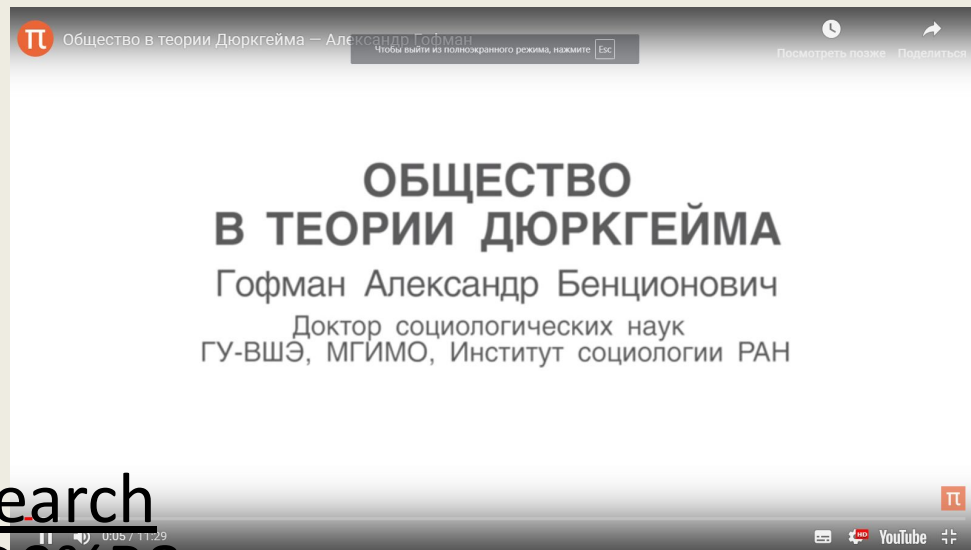 π Общество в теории Дюркгейма — Александр Гофман
Чтобы выйти из полноэкранного режима, нажмите Esc
Посмотреть позже Поделиться
ОБЩЕСТВО
В ТЕОРИИ ДЮРКГЕЙМА
Гофман Александр Бенционович
Доктор социологических наук
ГУ-ВШЭ, МГИМО, Институт социологии РАН
π
earch
0:05 / 11:29
HD YouTube